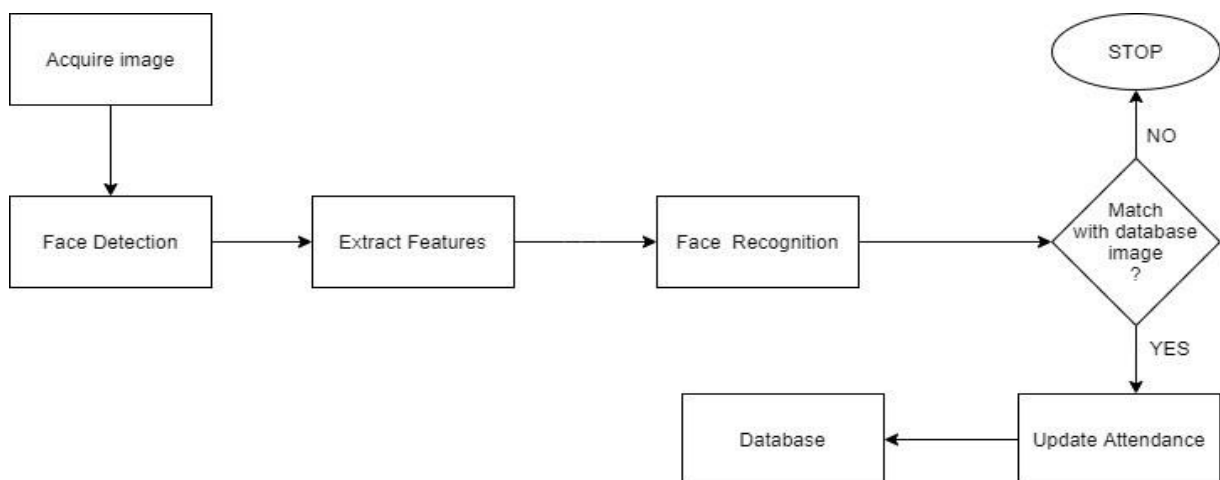 Acquire image
STOP
NO
Face Detection
Extract Features
Face  Recognition
Match
with database
image
?
YES
Database
Update Attendance